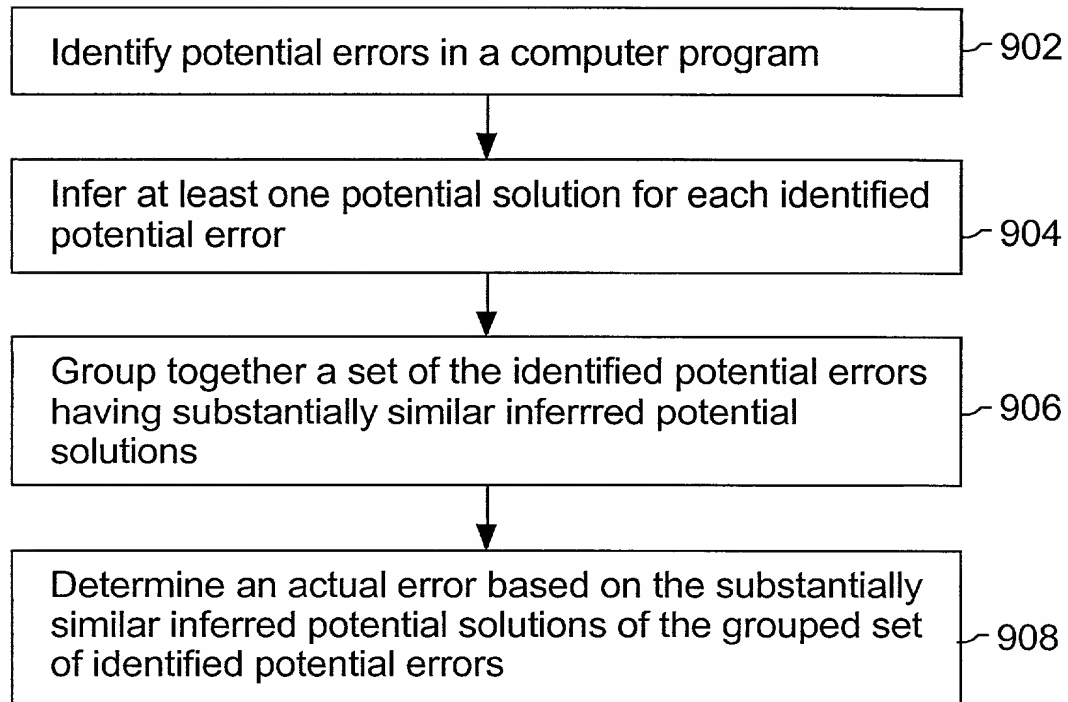 Identify potential errors in a computer program
902
Infer at least one potential solution for each identified
potential error
904
Group together a set of the identified potential errors
having substantially similar inferrred potential
solutions
906
Determine an actual error based on the substantially
similar inferred potential solutions of the grouped set
of identified potential errors
908